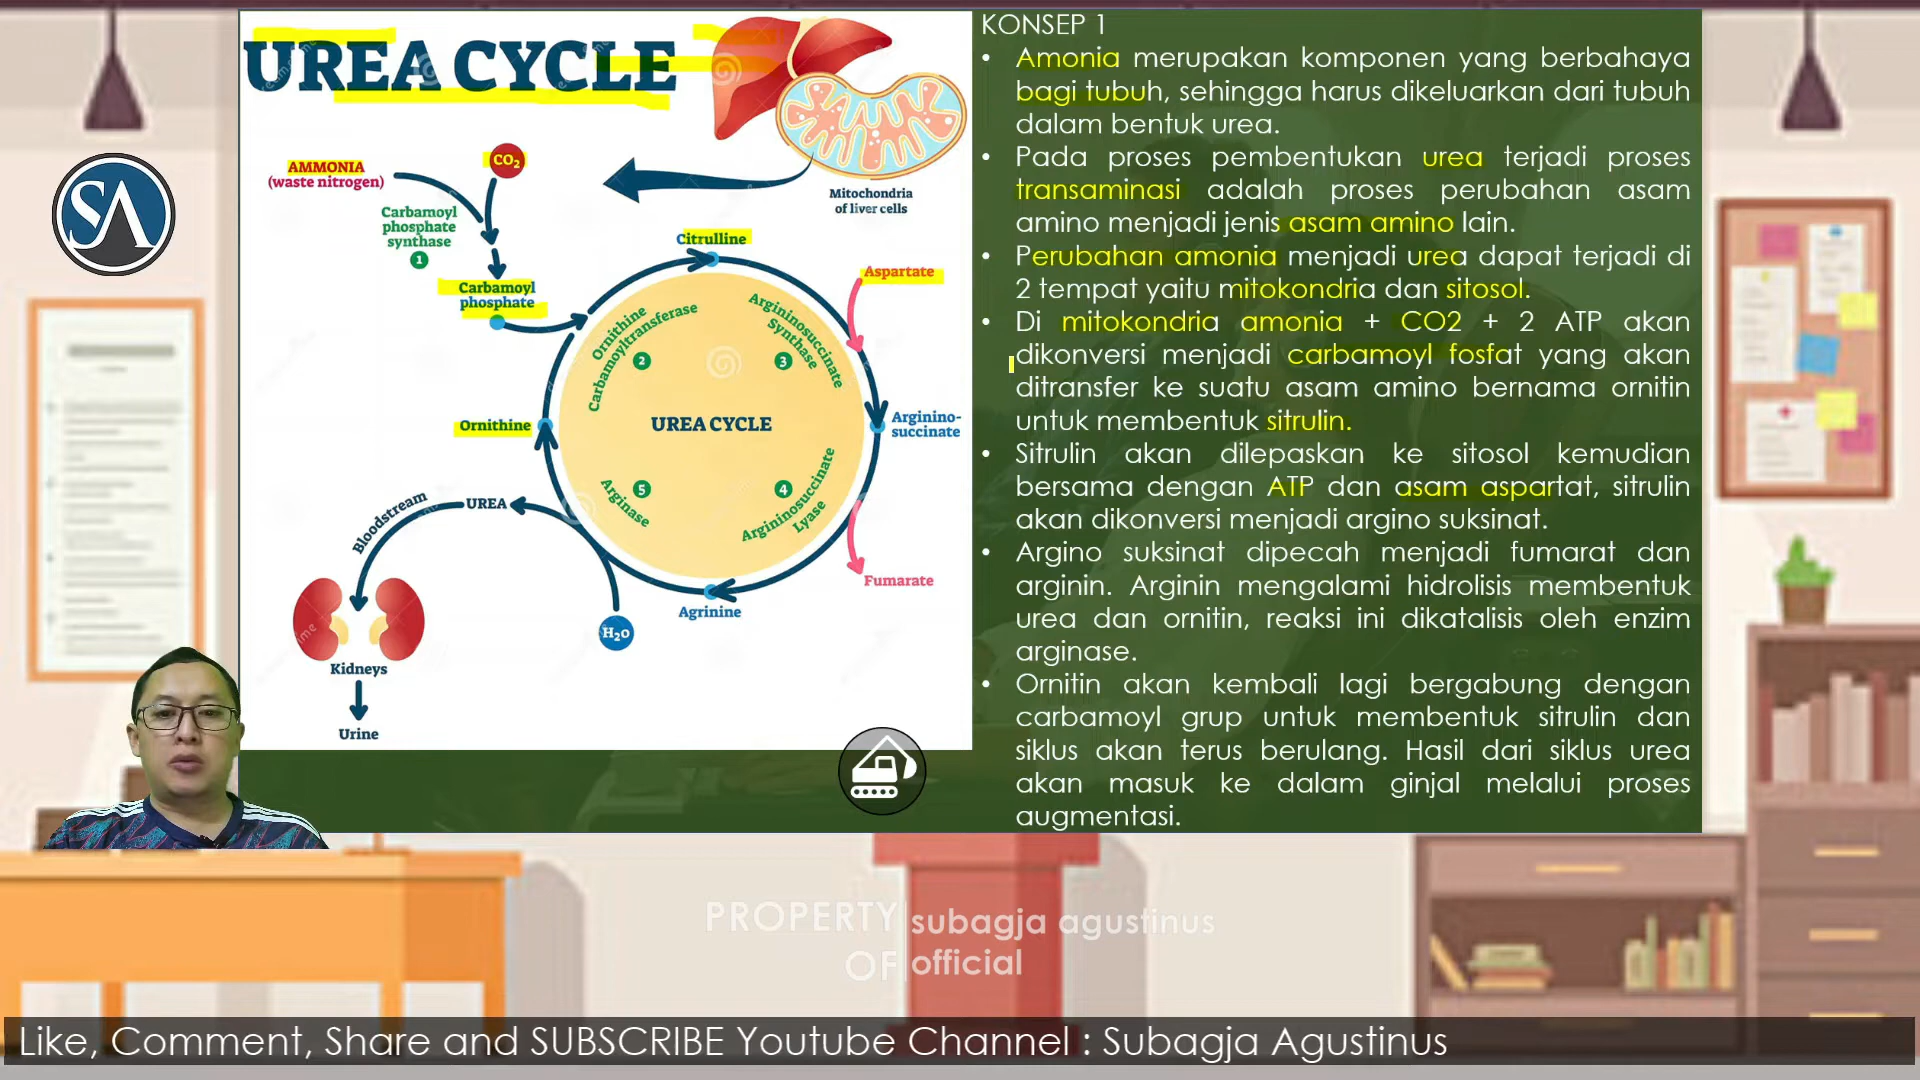 UREA CYCLE
AMMONIA
(waste nitrogen)
CO₂
Carbamoyl
phosphate
synthase
1
Carbamoyl
phosphate
Mitochondria
of liver cells
Citrulline
Aspartate
Ornithine
Carbamoyltransferase
2
Argininosuccinate
Synthase
3
UREA CYCLE
Ornithine
Arginino-
succinate
5
Arginase
4
Argininosuccinate
Lyase
UREA
Bloodstream
Fumarate
Agrinine
H₂O
Kidneys
Urine
SA
KONSEP 1
• Amonia merupakan komponen yang berbahaya
bagi tubuh, sehingga harus dikeluarkan dari tubuh
dalam bentuk urea.
• Pada proses pembentukan urea terjadi proses
transaminasi adalah proses perubahan asam
amino menjadi jenis asam amino lain.
• Perubahan amonia menjadi urea dapat terjadi di
2 tempat yaitu mitokondria dan sitosol.
• Di mitokondria amonia + CO2 + 2 ATP akan
dikonversi menjadi carbamoyl fosfat yang akan
ditransfer ke suatu asam amino bernama ornitin
untuk membentuk sitrulin.
• Sitrulin akan dilepaskan ke sitosol kemudian
bersama dengan ATP dan asam aspartat, sitrulin
akan dikonversi menjadi argino suksinat.
• Argino suksinat dipecah menjadi fumarat dan
arginin. Arginin mengalami hidrolisis membentuk
urea dan ornitin, reaksi ini dikatalisis oleh enzim
arginase.
• Ornitin akan kembali lagi bergabung dengan
carbamoyl grup untuk membentuk sitrulin dan
siklus akan terus berulang. Hasil dari siklus urea
akan masuk ke dalam ginjal melalui proses
augmentasi.
PROPERTY OF
subagja agustinus
official
Like, Comment, Share and SUBSCRIBE Youtube Channel : Subagja Agustinus